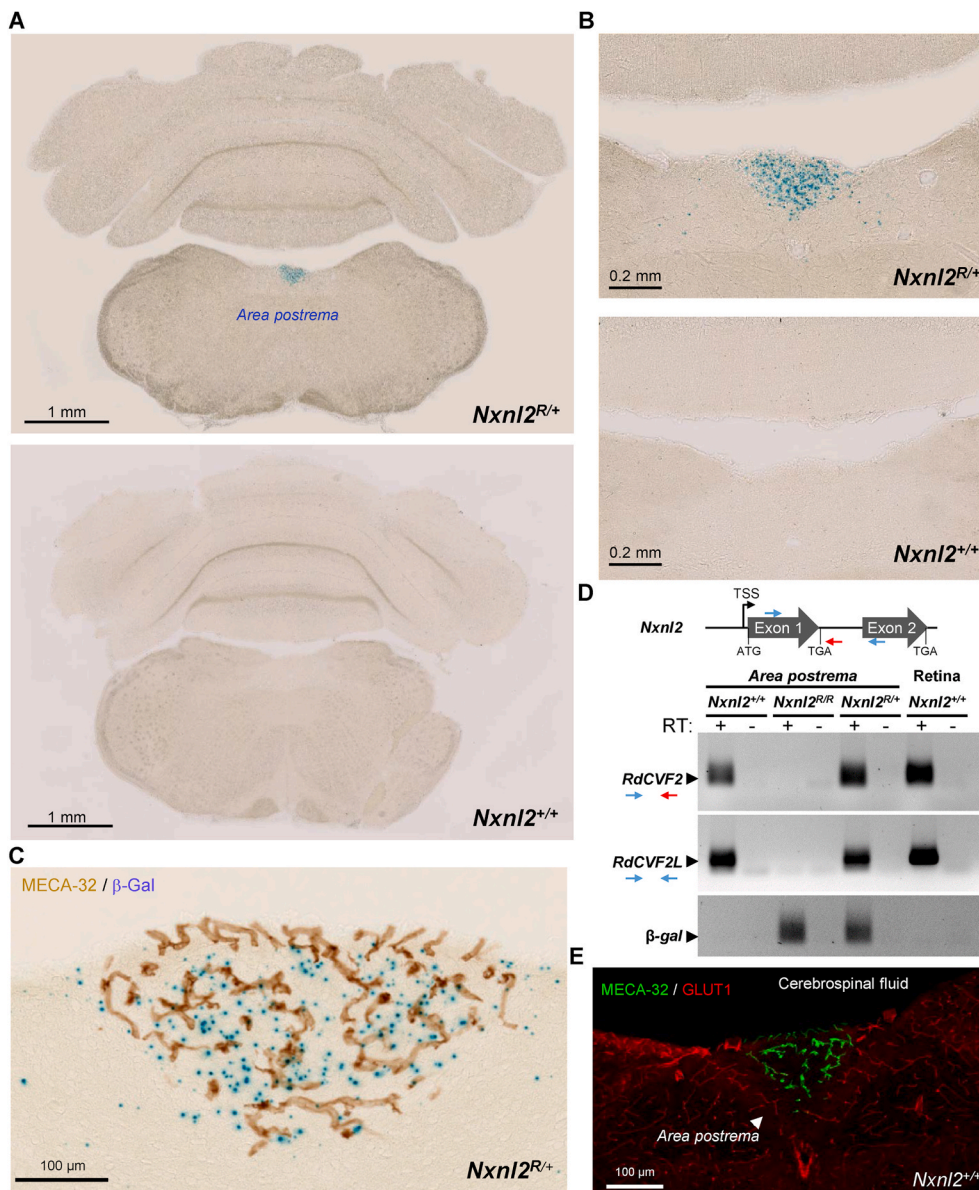 A
Area postrema
1 mm
Nxnl2R/+
1 mm
Nxnl2+/+
B
0.2 mm
Nxnl2R/+
0.2 mm
Nxnl2+/+
C
MECA-32 / β-Gal
100 µm
Nxnl2R/+
D
TSS
Nxnl2
Exon 1
Exon 2
ATG
TGA
TGA
Area postrema
Retina
Nxnl2+/+ Nxnl2R/R Nxnl2R/+ Nxnl2+/+
RT: + - + - + - + -
RdCVF2
RdCVF2L
β-gal
E
MECA-32 / GLUT1
Cerebrospinal fluid
Area postrema
100 µm
Nxnl2+/+